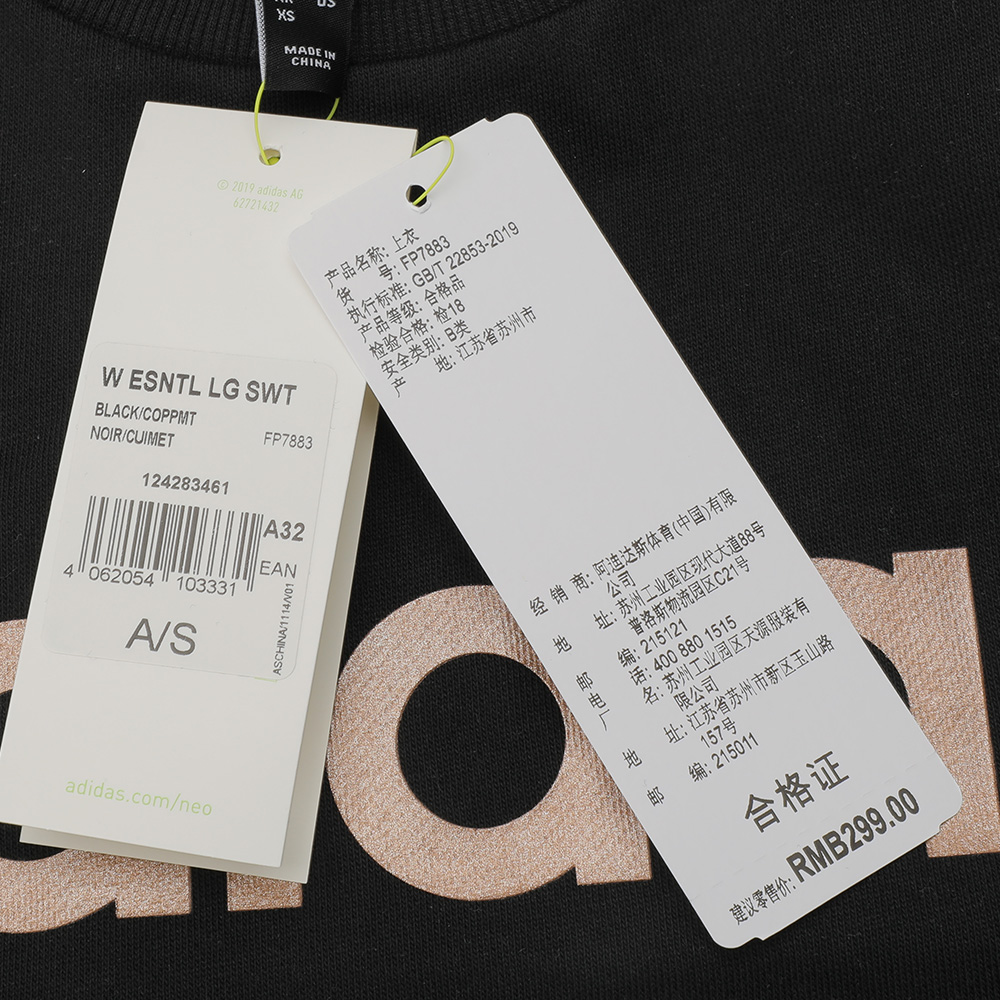 XS
MADE IN
CHINA
© 2019 adidas AG
62721432
W ESNTL LG SWT
BLACK/COPPMT
NOIR/CUIMET FP7883
124283461
A32
EAN
4 062054 103331
A/S
ASCHINA/1114/V01
adidas.com/neo
产品名称: 上衣
货 号: FP7883
执行标准: GB/T 22853-2019
产品等级: 合格品
检验合格: 检18
安全类别: B类
产 地: 江苏省苏州市
经 销 商: 阿迪达斯体育(中国)有限
公司
地 址: 苏州工业园区现代大道88号
普洛斯物流园区C21号
邮 编: 215121
电 话: 400 880 1515
厂 名: 苏州工业园区天源服装有
限公司
地 址: 江苏省苏州市新区玉山路
157号
邮 编: 215011
合格证
建议零售价: RMB299.00